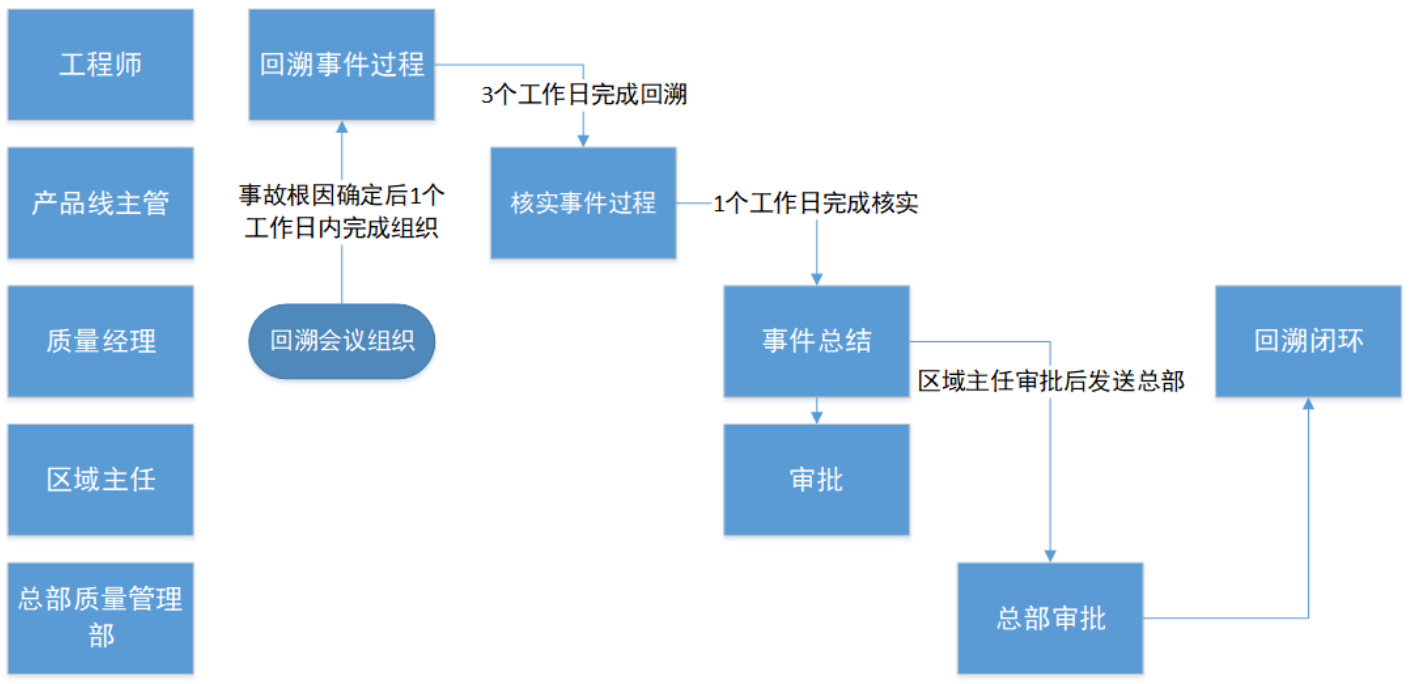 工程师
回溯事件过程
3个工作日完成回溯
产品线主管
事故根因确定后1个
工作日内完成组织
核实事件过程
1个工作日完成核实
质量经理
回溯会议组织
事件总结
回溯闭环
区域主任审批后发送总部
区域主任
审批
总部质量管理
部
总部审批